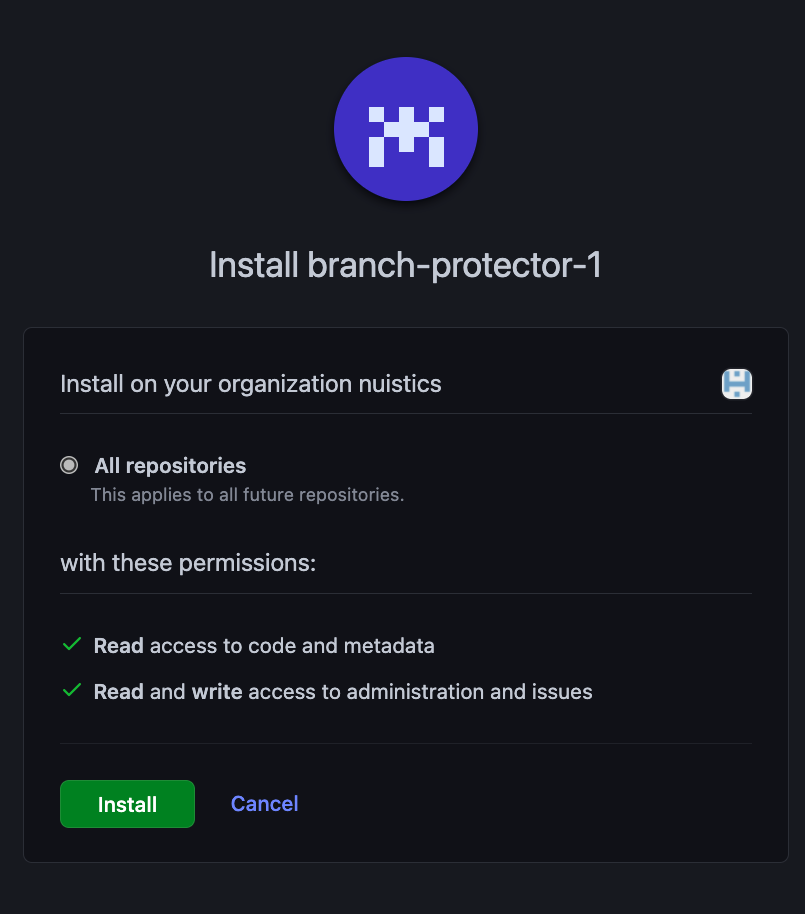 Install branch-protector-1
Install on your organization nuistics
All repositories
This applies to all future repositories.
with these permissions:
Read access to code and metadata
Read and write access to administration and issues
Install
Cancel